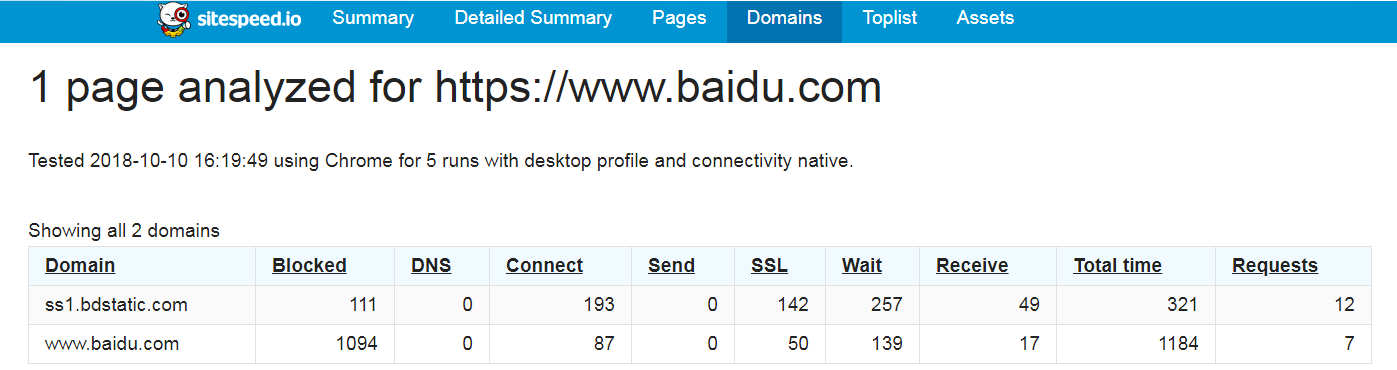 sitespeed.io Summary Detailed Summary Pages Domains Toplist Assets
1 page analyzed for https://www.baidu.com
Tested 2018-10-10 16:19:49 using Chrome for 5 runs with desktop profile and connectivity native.
Showing all 2 domains
Domain Blocked DNS Connect Send SSL Wait Receive Total time Requests
ss1.bdstatic.com 111 0 193 0 142 257 49 321 12
www.baidu.com 1094 0 87 0 50 139 17 1184 7